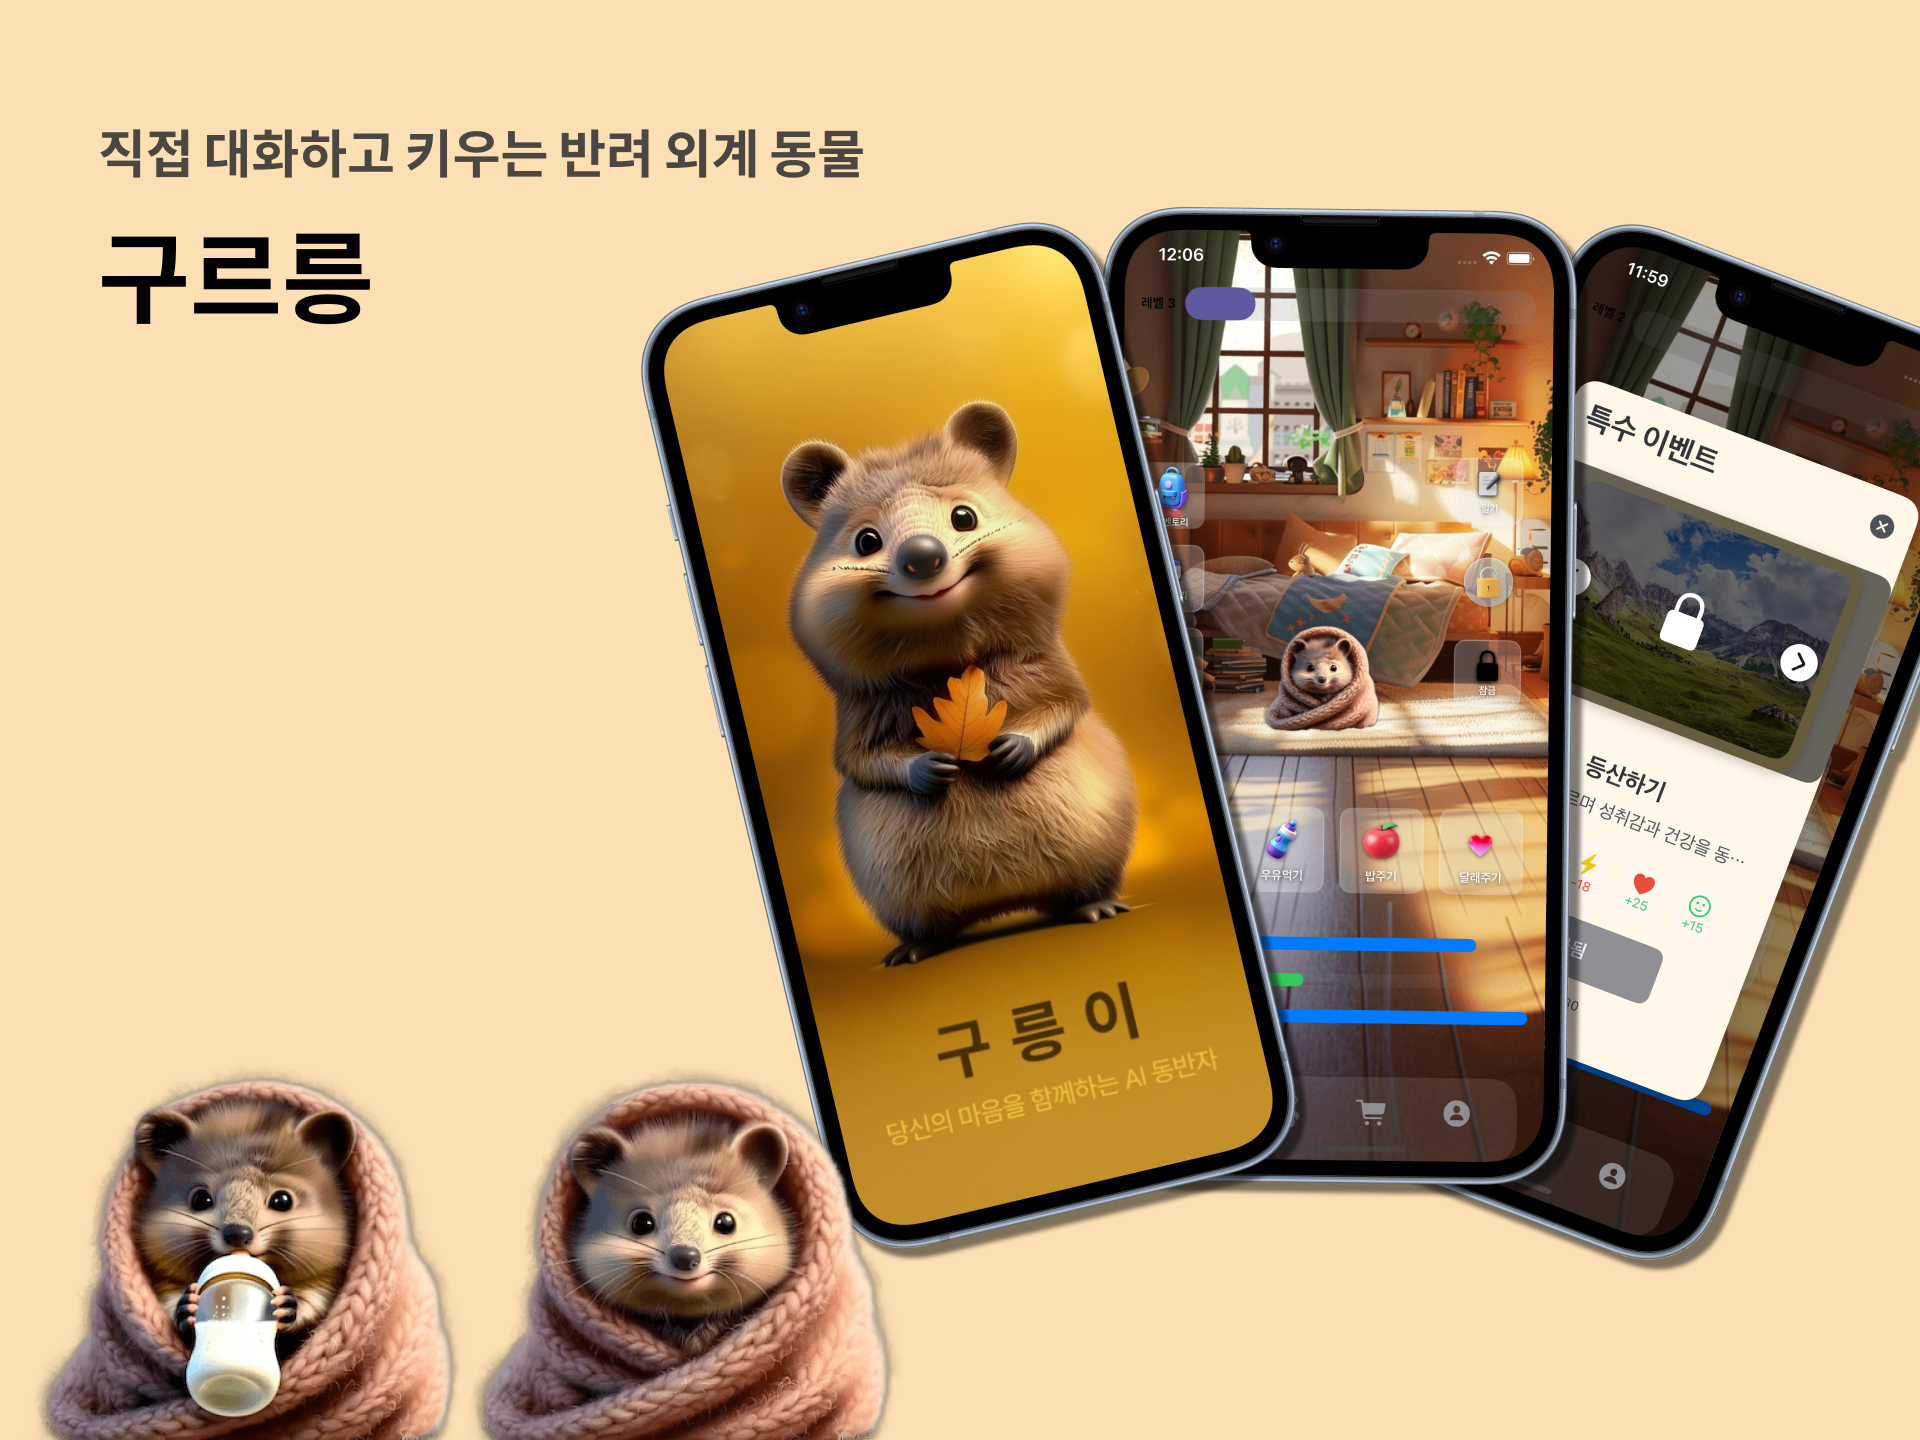 직접 대화하고 키우는 반려 외계 동물
구르릉
구릉이
당신의 마음을 함께하는 AI 동반자
12:06
레벨 3
일기
잠금
우유먹기
밥주기
달래주기
11:59
레벨 2
특수 이벤트
등산하기
르며 성취감과 건강을 동…
-18
+25
+15